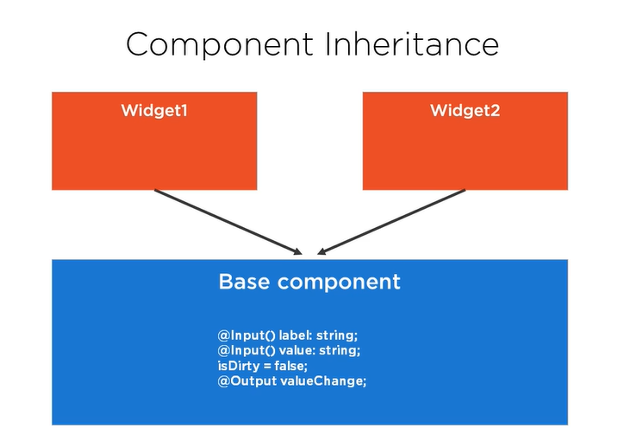 Component Inheritance
Widget1
Widget2
Base component
@Input() label: string;
@Input() value: string;
isDirty = false;
@Output valueChange;